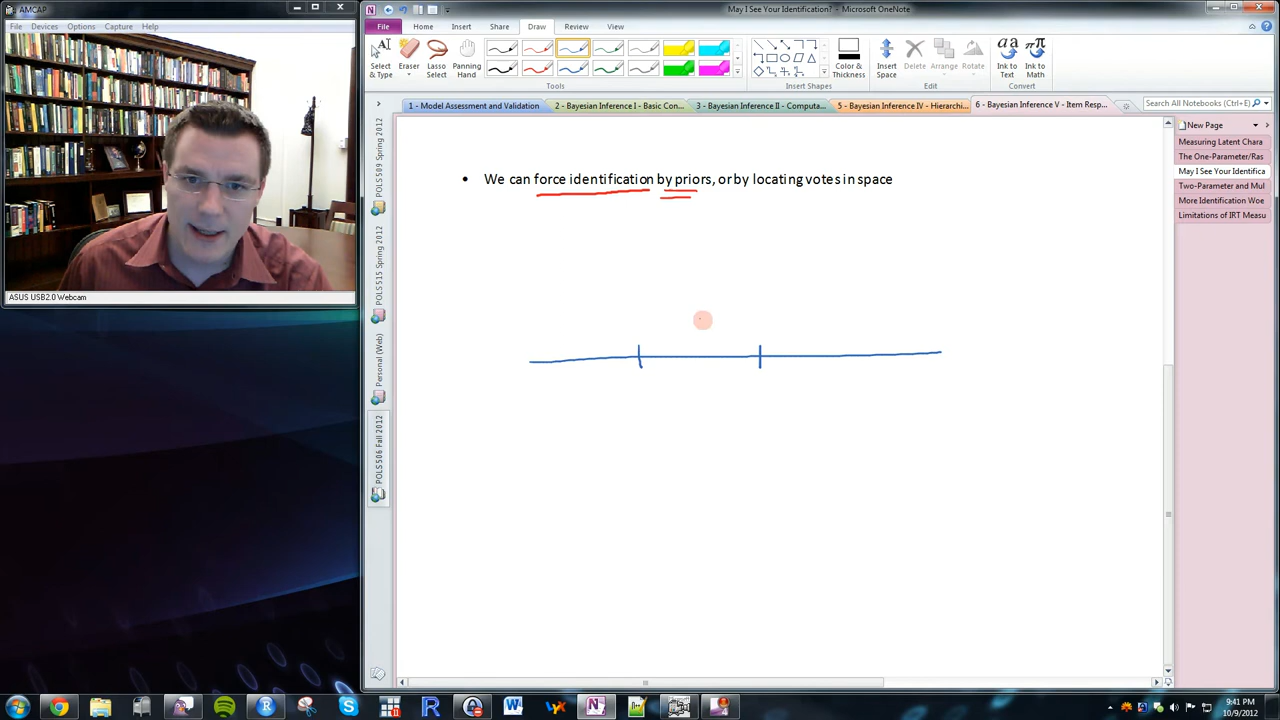 AMCAP
File Devices Options Capture Help
ASUS USB2.0 Webcam
May I See Your Identification? - Microsoft OneNote
File Home Insert Share Draw Review View
Select & Type
Eraser
Lasso Select
Panning Hand
Color & Thickness
Insert Space
Delete
Arrange
Rotate
Ink to Text
Ink to Math
Tools
Insert Shapes
Edit
Convert
1 - Model Assessment and Validation
2 - Bayesian Inference I - Basic Con...
3 - Bayesian Inference II - Computa...
5 - Bayesian Inference IV - Hierarchi...
6 - Bayesian Inference V - Item Resp...
Search All Notebooks (Ctrl+E)
POLS509 Spring 2012
POLS 515 Spring 2012
Personal (Web)
POLS506 Fall 2012
• We can force identification by priors, or by locating votes in space
New Page
Measuring Latent Chara
The One-Parameter/Ras
May I See Your Identifica
Two-Parameter and Mul
More Identification Woe
Limitations of IRT Measu
9:41 PM
10/9/2012